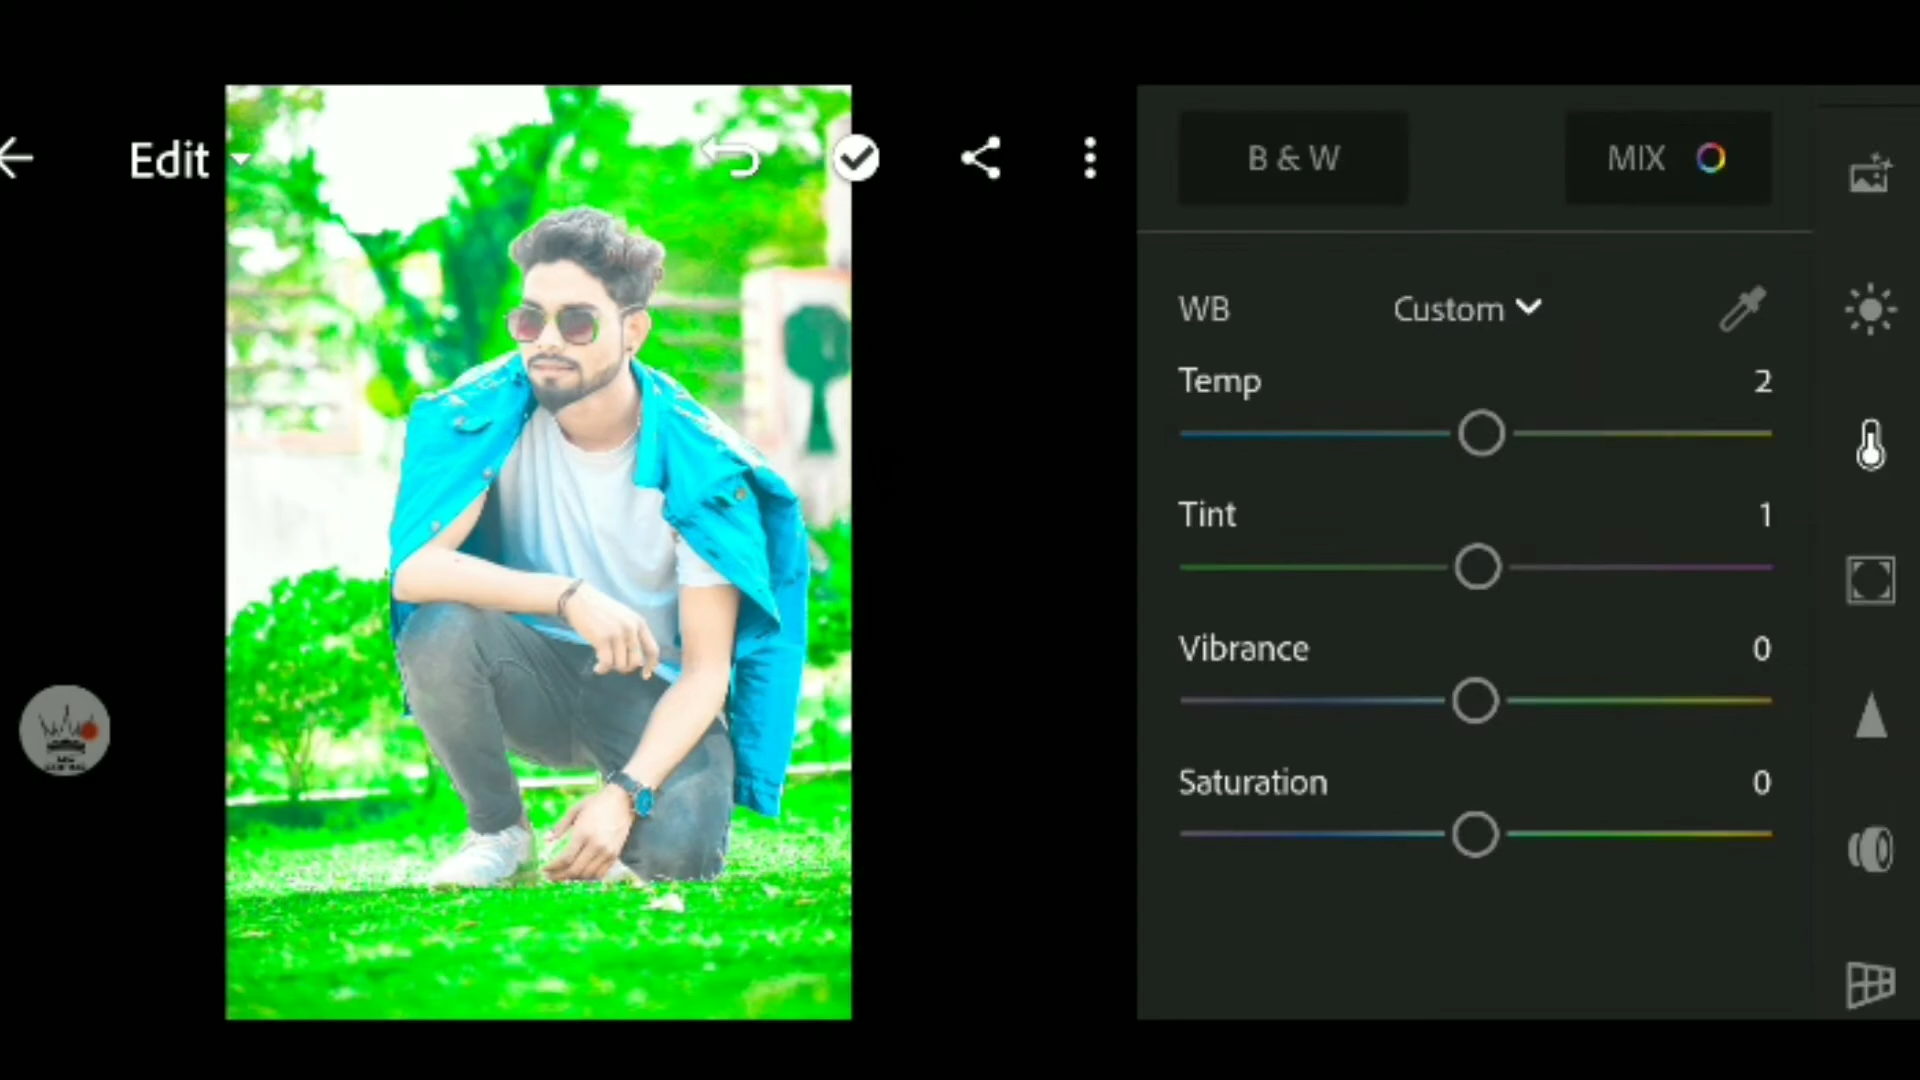 Edit
B & W
MIX
WB
Custom
Temp
2
Tint
1
Vibrance
0
Saturation
0